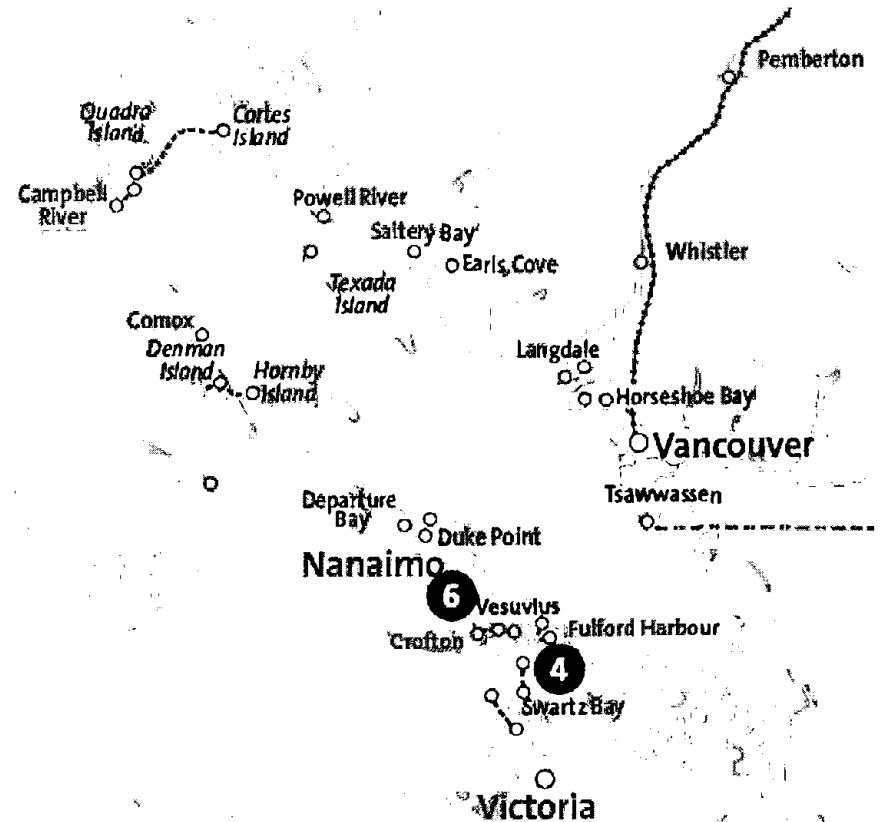 Pemberton
Quadra
Island
Cortes
Island
Campbell
River
Powell River
Saltery Bay
Earls Cove
Whistler
Texada
Island
Comox
Denman
Island
Hornby
Island
Langdale
Horseshoe Bay
Vancouver
Tsawwassen
Departure
Bay
Duke Point
Nanaimo
6
Vesuvius
Crofton
Fulford Harbour
4
Swartz Bay
Victoria